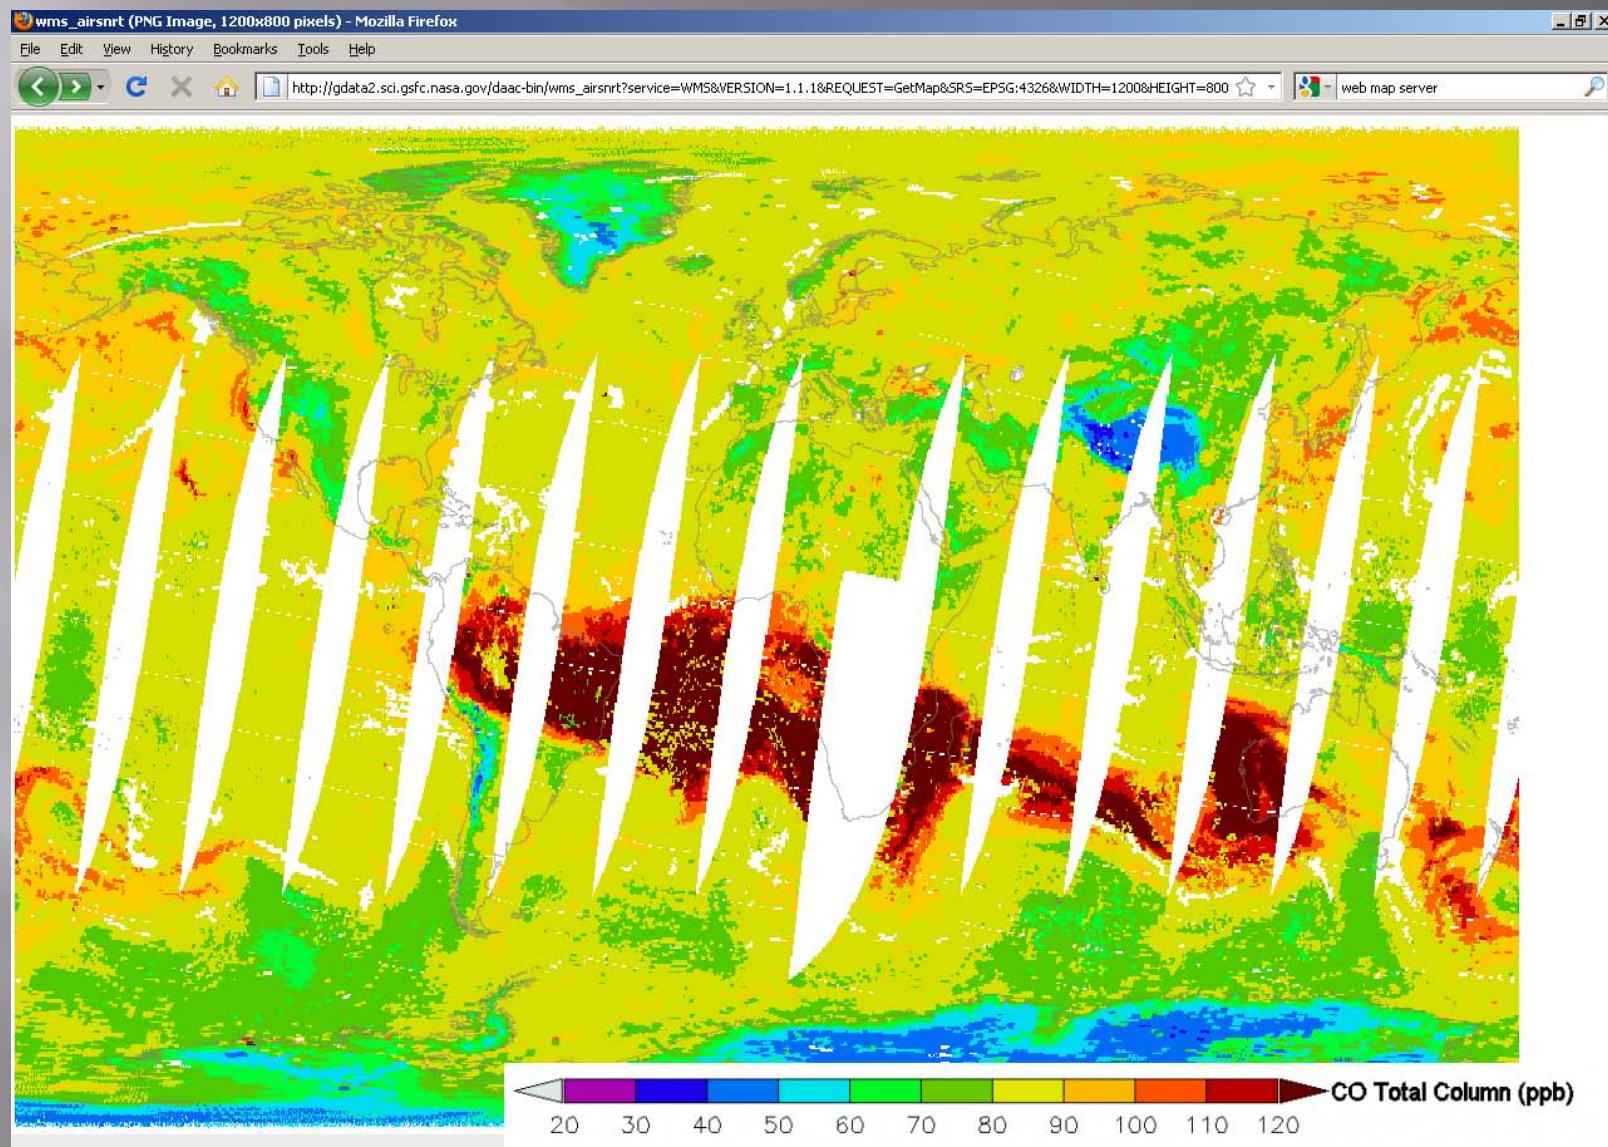 wms_airsnrt (PNG Image, 1200x800 pixels) - Mozilla Firefox
File Edit View History Bookmarks Tools Help
http://gdata2.sci.gsfc.nasa.gov/daac-bin/wms_airsnrt?service=WMS&VERSION=1.1.1&REQUEST=GetMap&SRS=EPSG:4326&WIDTH=1200&HEIGHT=800 web map server
CO Total Column (ppb)
20 30 40 50 60 70 80 90 100 110 120